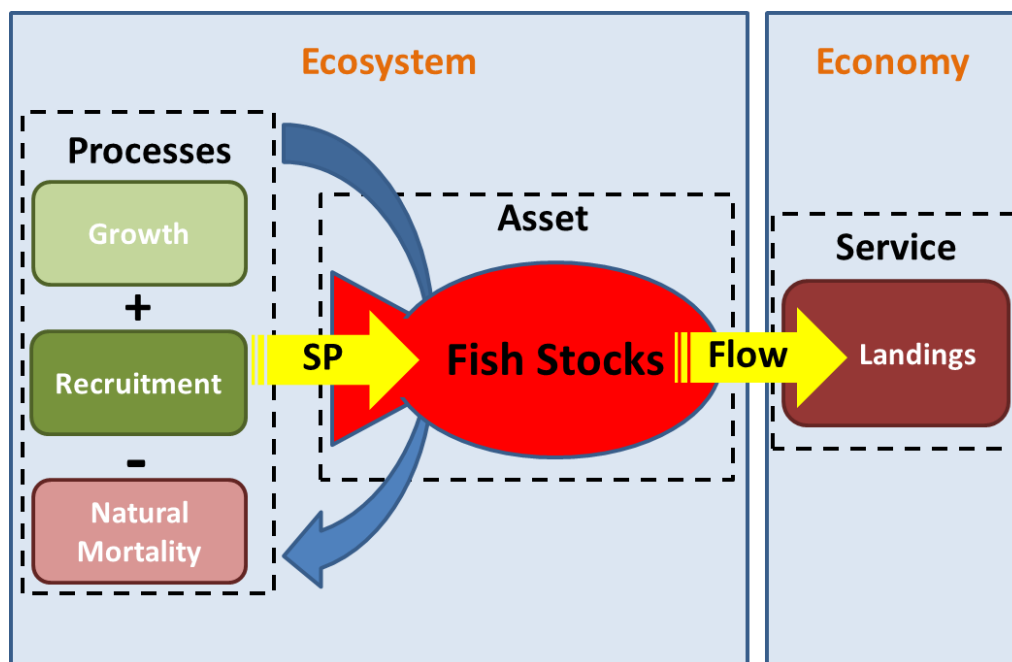 Ecosystem
Economy
Processes
Growth
+
Recruitment
-
Natural
Mortality
SP
Asset
Fish Stocks
Flow
Service
Landings